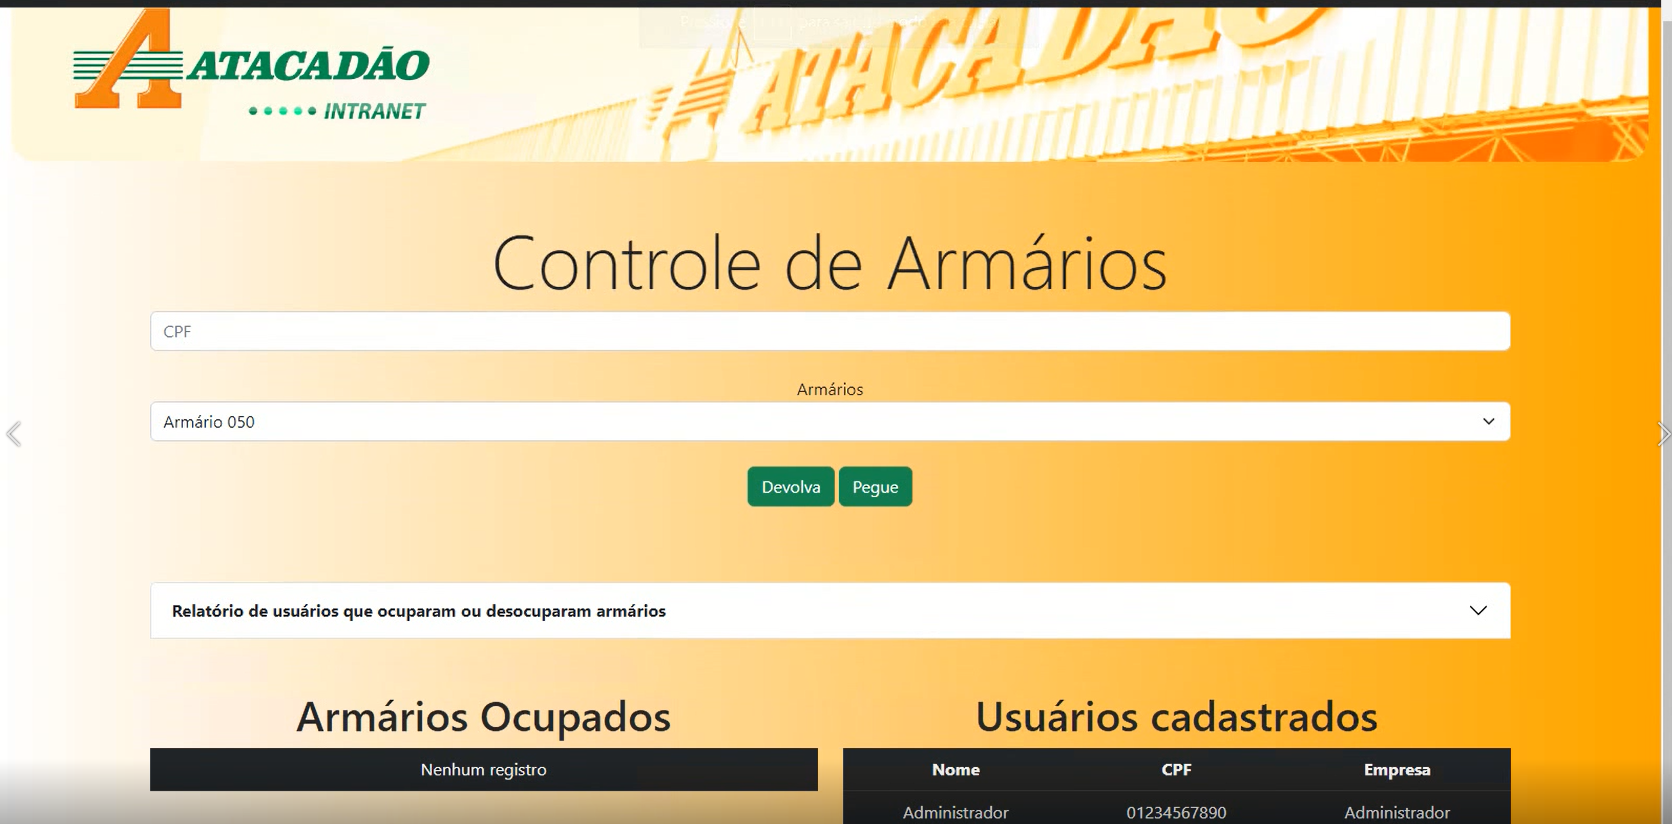 ATACADÃO
INTRANET
ATACADÃO
Controle de Armários
CPF
Armários
Armário 050
Devolva Pegue
Relatório de usuários que ocuparam ou desocuparam armários
Armários Ocupados
Nenhum registro
Usuários cadastrados
Nome CPF Empresa
Administrador 01234567890 Administrador